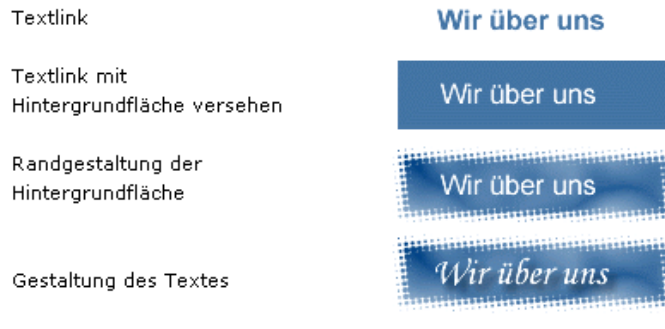 Textlink
Wir über uns
Textlink mit
Hintergrundfläche versehen
Wir über uns
Randgestaltung der
Hintergrundfläche
Wir über uns
Gestaltung des Textes
Wir über uns